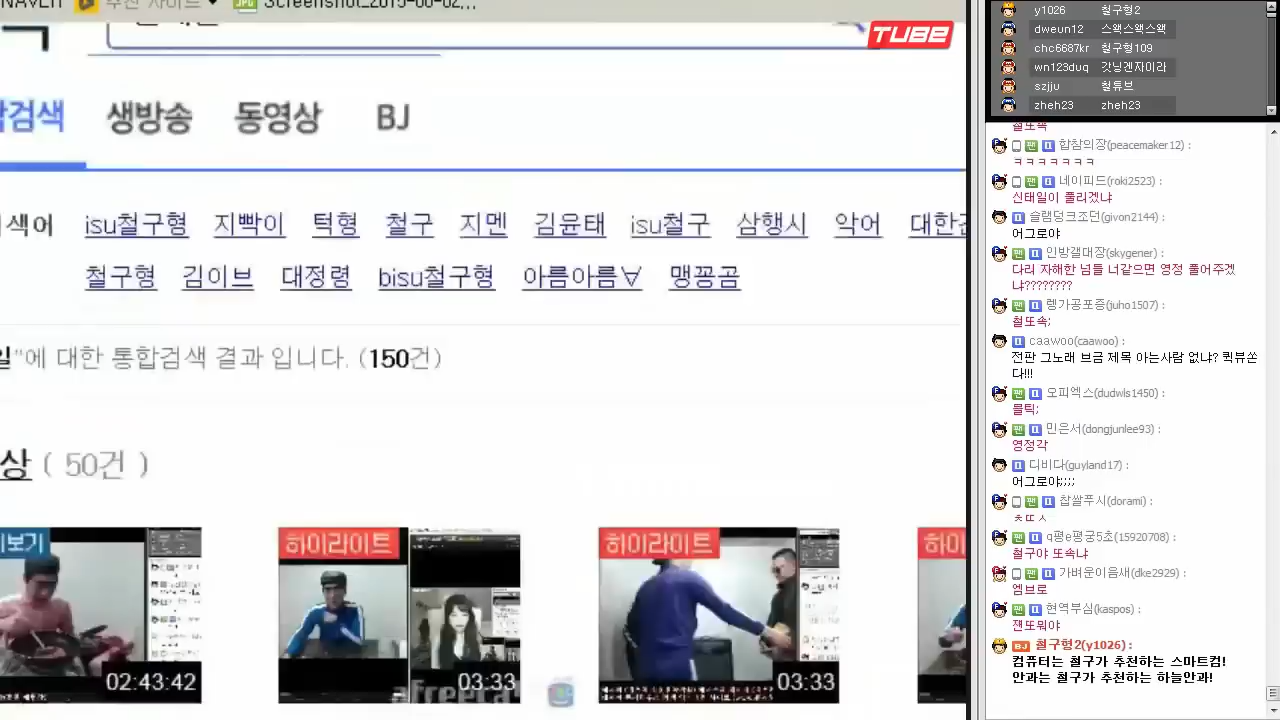 Screenshot_2015-06-02,,,
TUBE
생방송 동영상 BJ
isu철구형 지빡이 턱형 철구 지멘 김윤태 isu철구 삼행시 악어
철구형 김이브 대정령 bisu철구형 아름아름∀ 맹꽁곰
일"에 대한 통합검색 결과 입니다. (150건)
상 ( 50건 )
하이라이트
하이라이트
02:43:42
03:33
03:33
y1026 철구형2
dweun12 스왝스왝스왝
chc6687kr 철구형109
wn123duq 갓닝겐자이라
szjju 철튜브
zheh23 zheh23
합참의장(peacemaker12) :
ㅋㅋㅋㅋㅋㅋㅋ
네이피드(roki2523) :
신태일이 풀리겠냐
슬램덩크조던(givon2144) :
어그로야
인방갤대장(skygener) :
다리 자해한 넘들 너같으면 영정 풀어주겟
냐????????
렝가공포증(juho1507) :
철또속;
caawoo(caawoo) :
전판 그노래 브금 제목 아는사람 없냐? 퀵뷰쏜
다!!!
오피엑스(dudwls1450) :
클틱;
민은서(dongjunlee93) :
영정각
디비다(guyland17) :
어그로야;;;;
찹쌀푸시(dorami) :
ㅊㄸㅅ
q평e평궁5초(15920708) :
철구야 또속냐
가벼운이음새(dke2929) :
엠브로
현역부심(kaspos) :
쟨또뭐야
BJ 철구형2(y1026) :
컴퓨터는 철구가 추천하는 스마트컴!
안과는 철구가 추천하는 하늘안과!